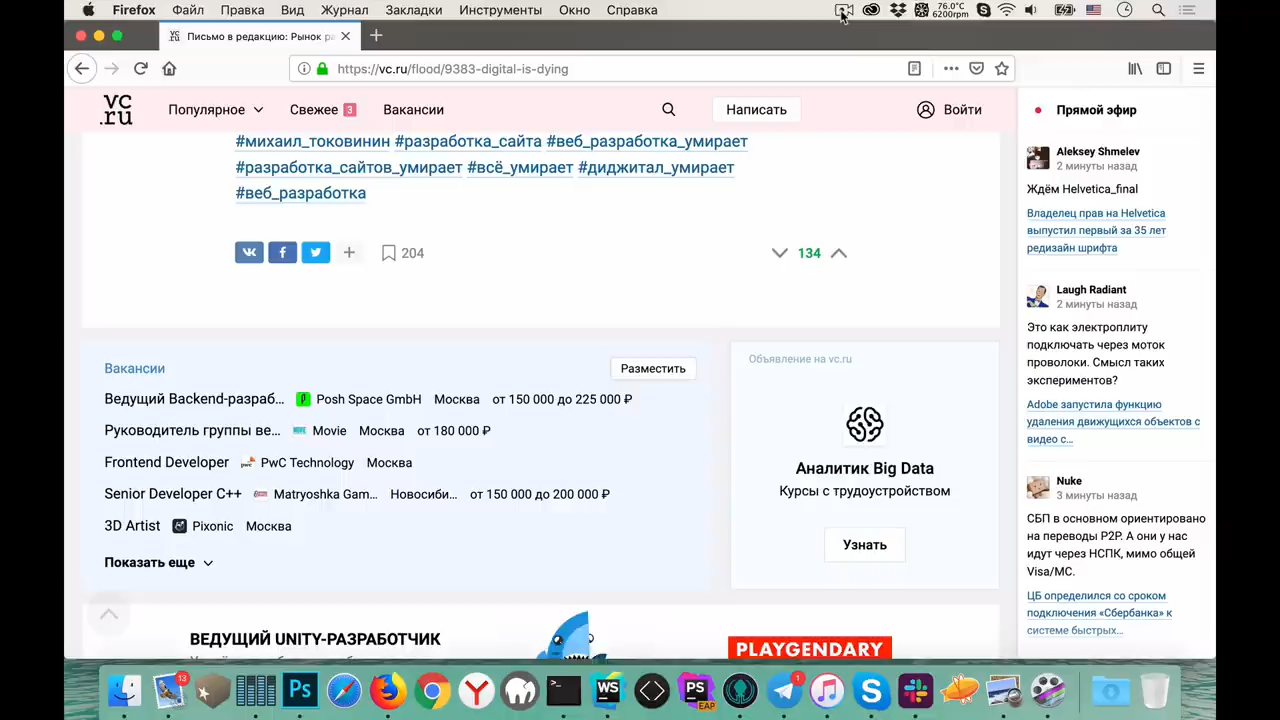 Firefox Файл Правка Вид Журнал Закладки Инструменты Окно Справка
76.0°C
6200rpm
Письмо в редакцию: Рынок ра
https://vc.ru/flood/9383-digital-is-dying
vc
.ru
Популярное
Свежее 3
Вакансии
Написать
Войти
#михаил_токовинин #разработка_сайта #веб_разработка_умирает
#разработка_сайтов_умирает #всё_умирает #диджитал_умирает
#веб_разработка
204
134
Вакансии
Разместить
Ведущий Backend-разраб… Posh Space GmbH Москва от 150 000 до 225 000 ₽
Руководитель группы ве… Movie Москва от 180 000 ₽
Frontend Developer pwc PwC Technology Москва
Senior Developer C++ Matryoshka Gam… Новосиби… от 150 000 до 200 000 ₽
3D Artist Pixonic Москва
Показать еще
Объявление на vc.ru
Аналитик Big Data
Курсы с трудоустройством
Узнать
ВЕДУЩИЙ UNITY-РАЗРАБОТЧИК
PLAYGENDARY
Прямой эфир
Aleksey Shmelev
2 минуты назад
Ждём Helvetica_final
Владелец прав на Helvetica
выпустил первый за 35 лет
редизайн шрифта
Laugh Radiant
2 минуты назад
Это как электроплиту
подключать через моток
проволоки. Смысл таких
экспериментов?
Adobe запустила функцию
удаления движущихся объектов с
видео с…
Nuke
3 минуты назад
СБП в основном ориентировано
на переводы P2P. А они у нас
идут через НСПК, мимо общей
Visa/MC.
ЦБ определился со сроком
подключения «Сбербанка» к
системе быстрых…
13
Ps
WS
PS
EAP
1